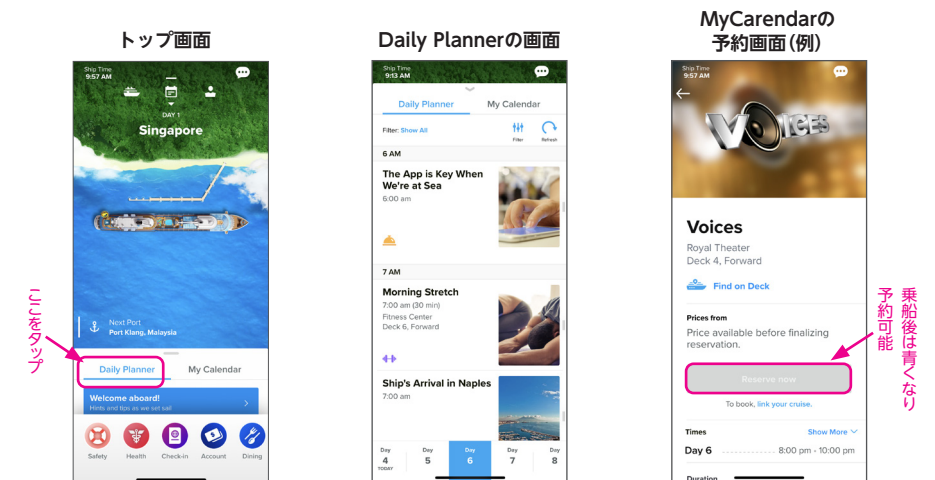 トップ画面
Ship Time
9:57 AM
DAY 1
Singapore
Next Port
Port Klang, Malaysia
Daily Planner
My Calendar
Welcome aboard!
Hints and tips as we set sail
Safety
Health
Check-in
Account
Dining
ここをタップ
Daily Plannerの画面
Ship Time
9:13 AM
Daily Planner
My Calendar
Filter: Show All
Filter
Refresh
6 AM
The App is Key When
We're at Sea
6:00 am
7 AM
Morning Stretch
7:00 am (30 min)
Fitness Center
Deck 6, Forward
Ship's Arrival in Naples
7:00 am
Day
4
TODAY
Day
5
Day
6
Day
7
Day
8
MyCarendarの
予約画面(例)
Ship Time
9:57 AM
VOICES
Voices
Royal Theater
Deck 4, Forward
Find on Deck
Prices from
Price available before finalizing
reservation.
Reserve now
To book, link your cruise.
Times
Show More
Day 6 ................ 8:00 pm - 10:00 pm
Duration
乗船後は青くなり
予約可能